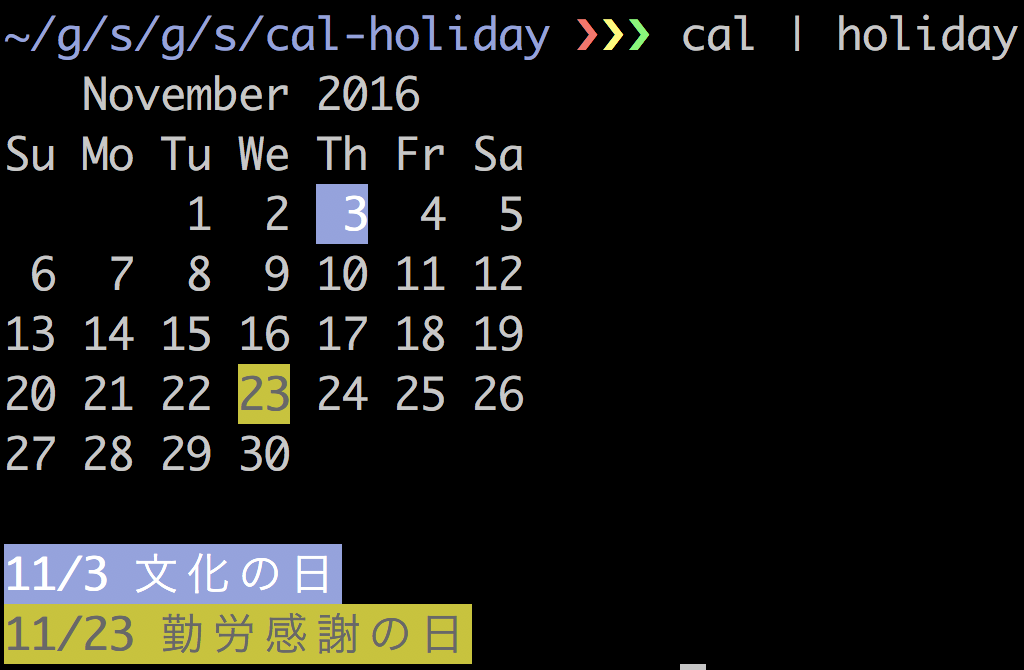 ~/g/s/g/s/cal-holiday ❯❯❯ cal | holiday
November 2016
Su Mo Tu We Th Fr Sa
1 2 3 4 5
6 7 8 9 10 11 12
13 14 15 16 17 18 19
20 21 22 23 24 25 26
27 28 29 30
11/3 文化の日
11/23 勤労感謝の日